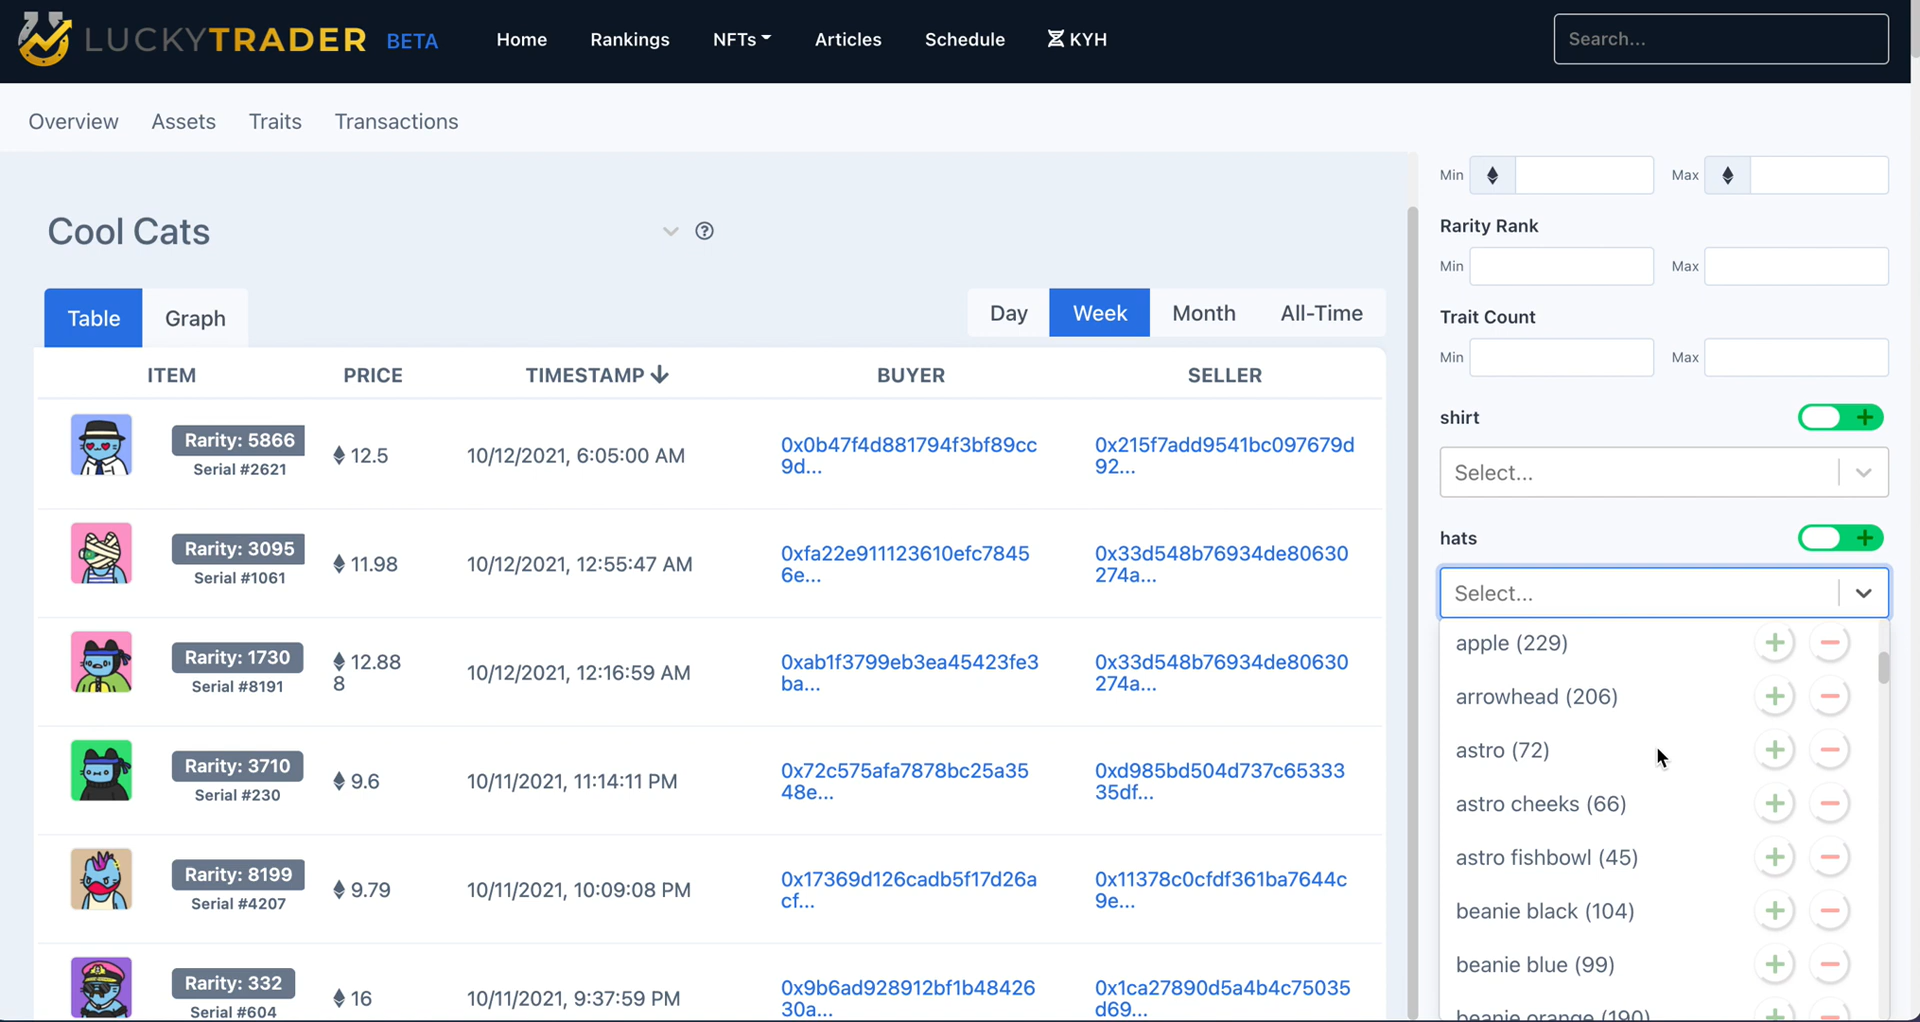 LUCKYTRADER BETA Home Rankings NFTs Articles Schedule KYH Search...
Overview Assets Traits Transactions
Cool Cats
Table Graph
Day Week Month All-Time
ITEM PRICE TIMESTAMP BUYER SELLER
Rarity: 5866
Serial #2621
12.5
10/12/2021, 6:05:00 AM
0x0b47f4d881794f3bf89cc
9d...
0x215f7add9541bc097679d
92...
Rarity: 3095
Serial #1061
11.98
10/12/2021, 12:55:47 AM
0xfa22e911123610efc7845
6e...
0x33d548b76934de80630
274a...
Rarity: 1730
Serial #8191
12.88
8
10/12/2021, 12:16:59 AM
0xab1f3799eb3ea45423fe3
ba...
0x33d548b76934de80630
274a...
Rarity: 3710
Serial #230
9.6
10/11/2021, 11:14:11 PM
0x72c575afa7878bc25a35
48e...
0xd985bd504d737c65333
35df...
Rarity: 8199
Serial #4207
9.79
10/11/2021, 10:09:08 PM
0x17369d126cadb5f17d26a
cf...
0x11378c0cfdf361ba7644c
9e...
Rarity: 332
Serial #604
16
10/11/2021, 9:37:59 PM
0x9b6ad928912bf1b48426
30a...
0x1ca27890d5a4b4c75035
d69...
Min Max
Rarity Rank
Min Max
Trait Count
Min Max
shirt
Select...
hats
Select...
apple (229)
arrowhead (206)
astro (72)
astro cheeks (66)
astro fishbowl (45)
beanie black (104)
beanie blue (99)
beanie orange (190)